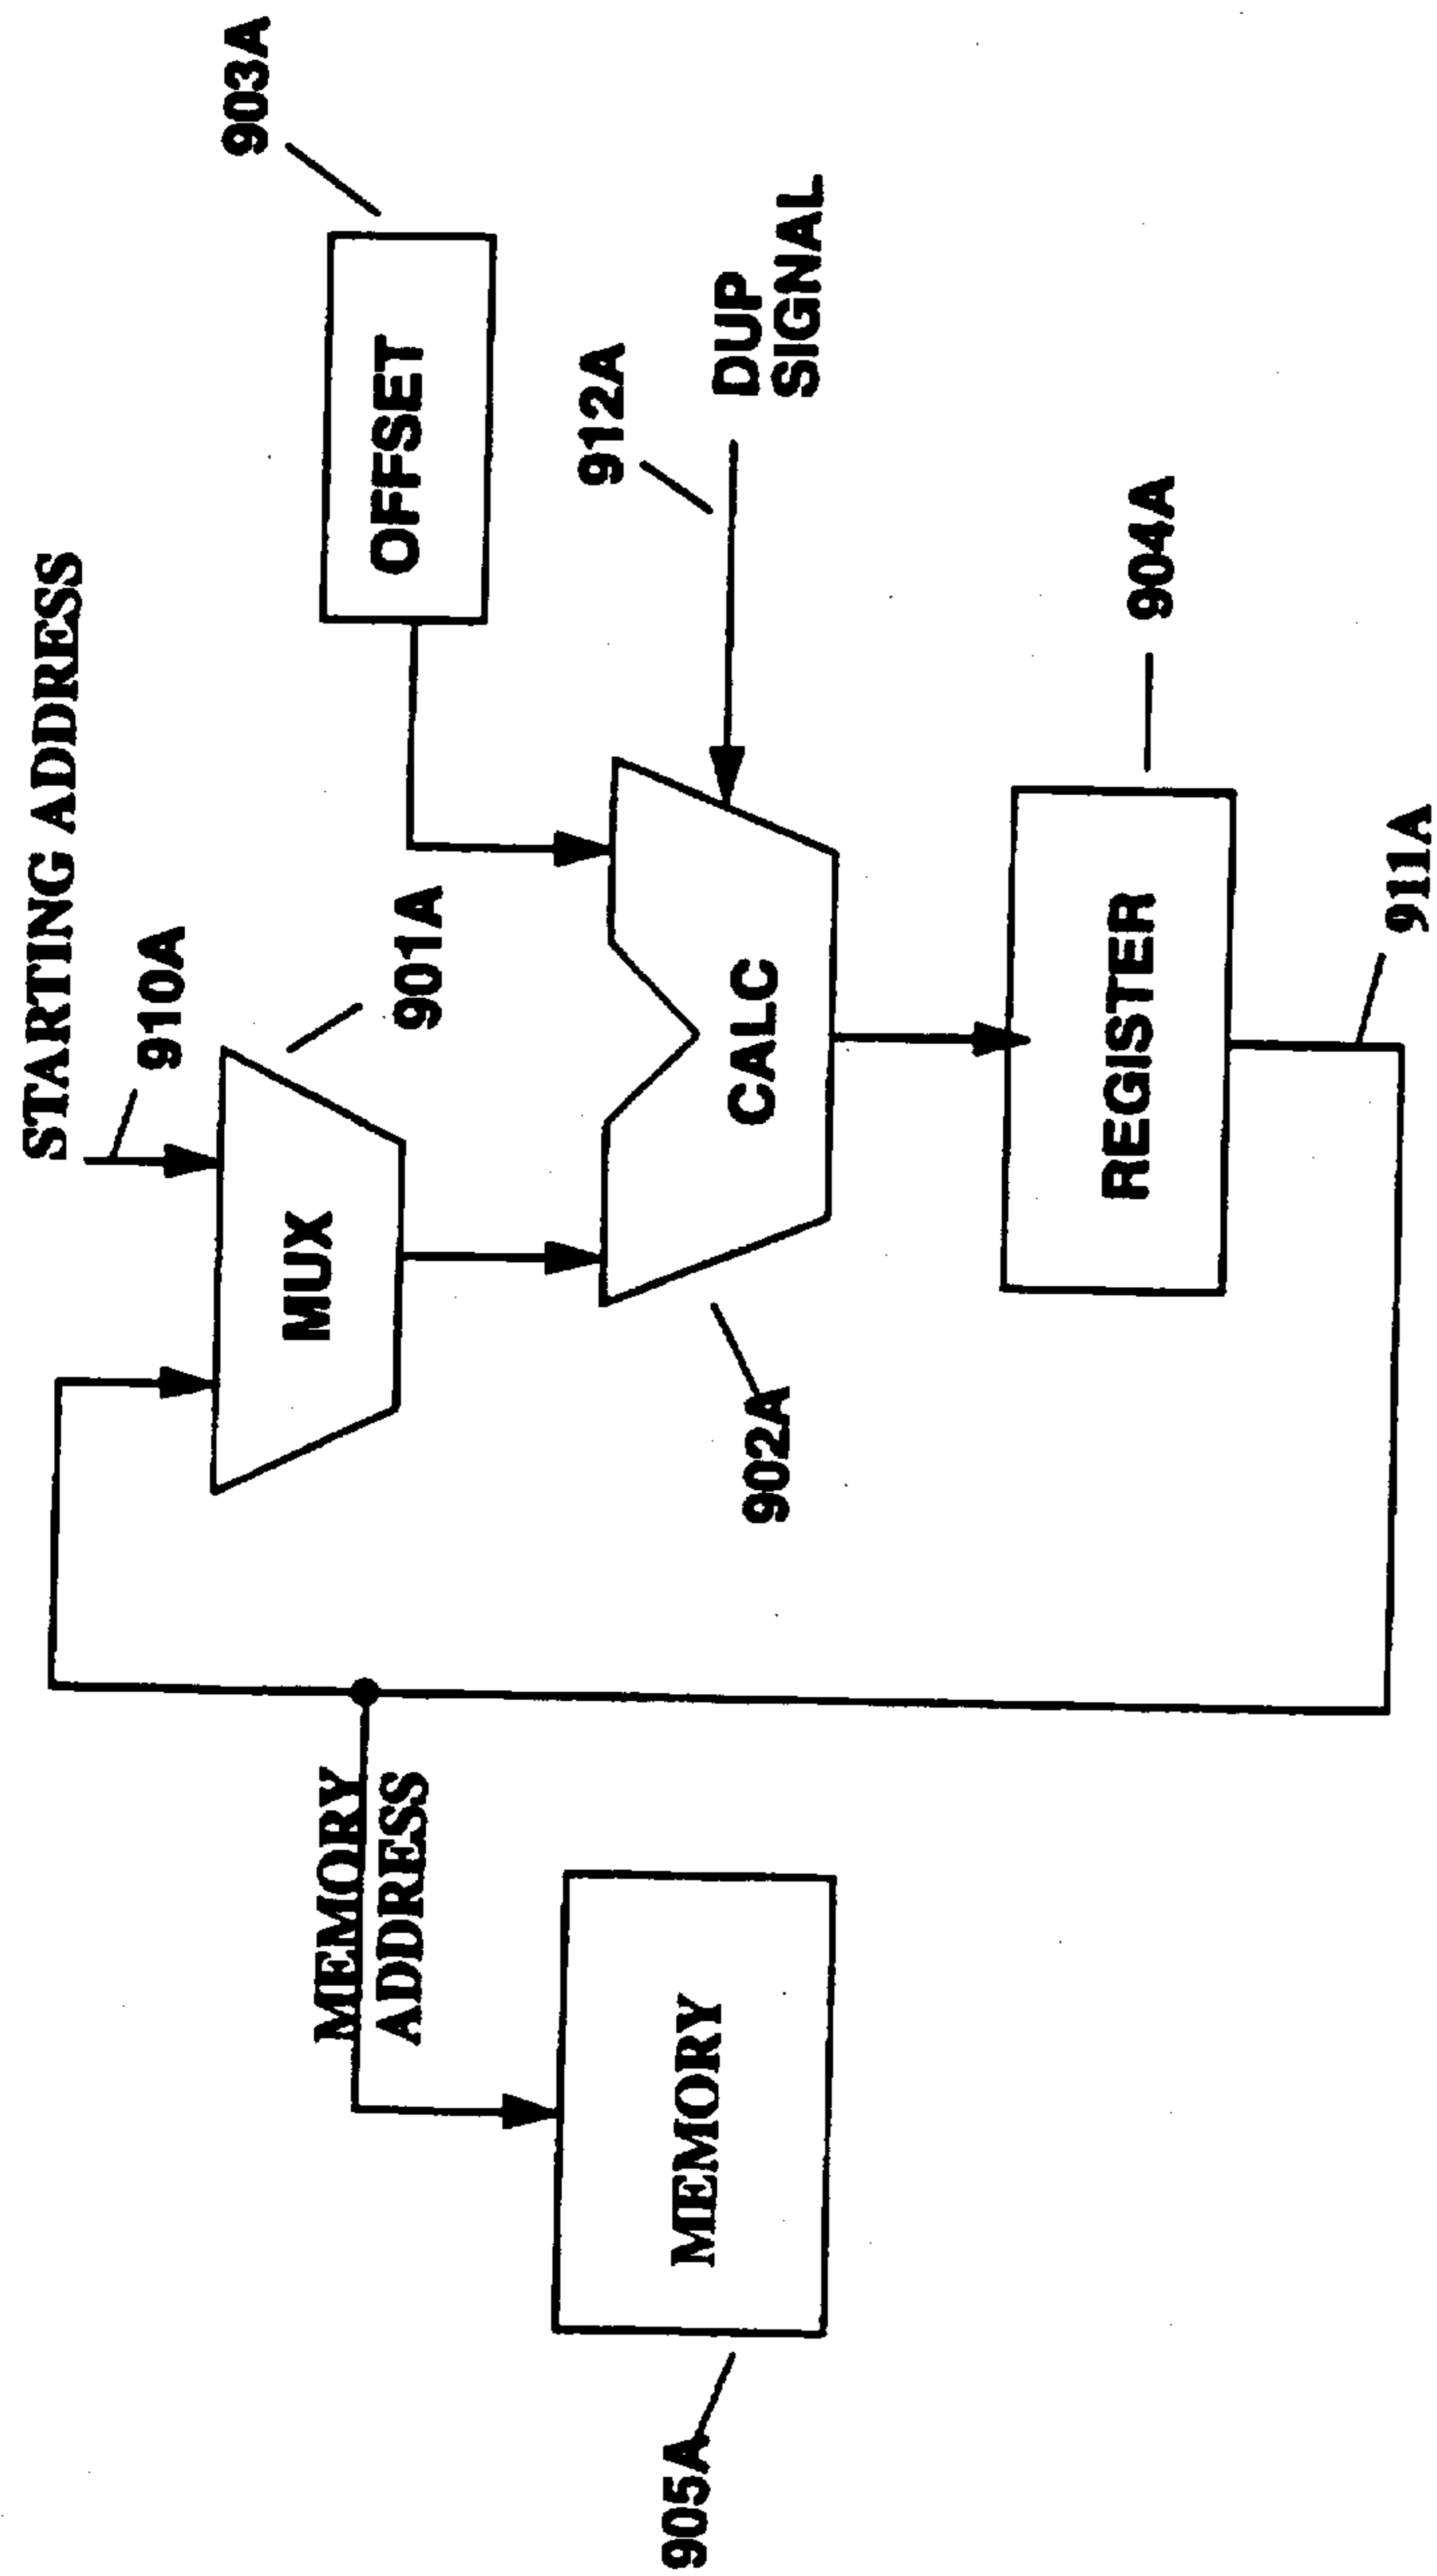 STARTING ADDRESS
910A
903A
MUX
901A
OFFSET
MEMORY
ADDRESS
912A
DUP
SIGNAL
CALC
902A
MEMORY
905A
REGISTER
904A
911A